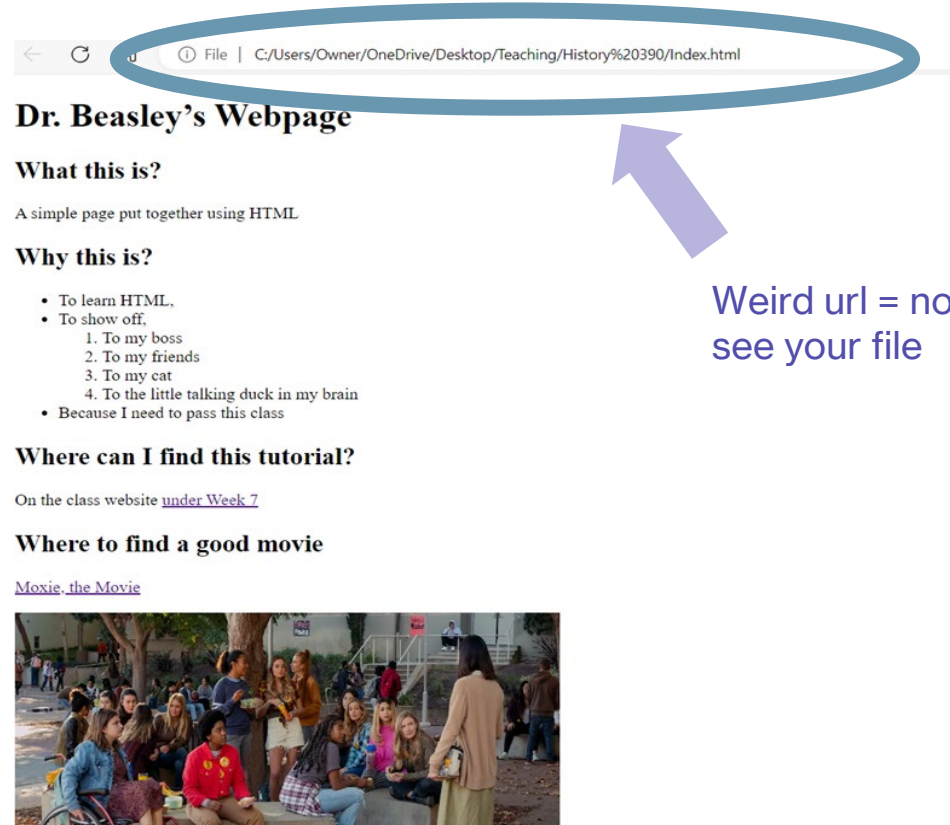 File | C:/Users/Owner/OneDrive/Desktop/Teaching/History%20390/Index.html
Dr. Beasley’s Webpage
What this is?
A simple page put together using HTML
Why this is?
• To learn HTML,
• To show off,
1. To my boss
2. To my friends
3. To my cat
4. To the little talking duck in my brain
• Because I need to pass this class
Weird url = no
see your file
Where can I find this tutorial?
On the class website under Week 7
Where to find a good movie
Moxie, the Movie